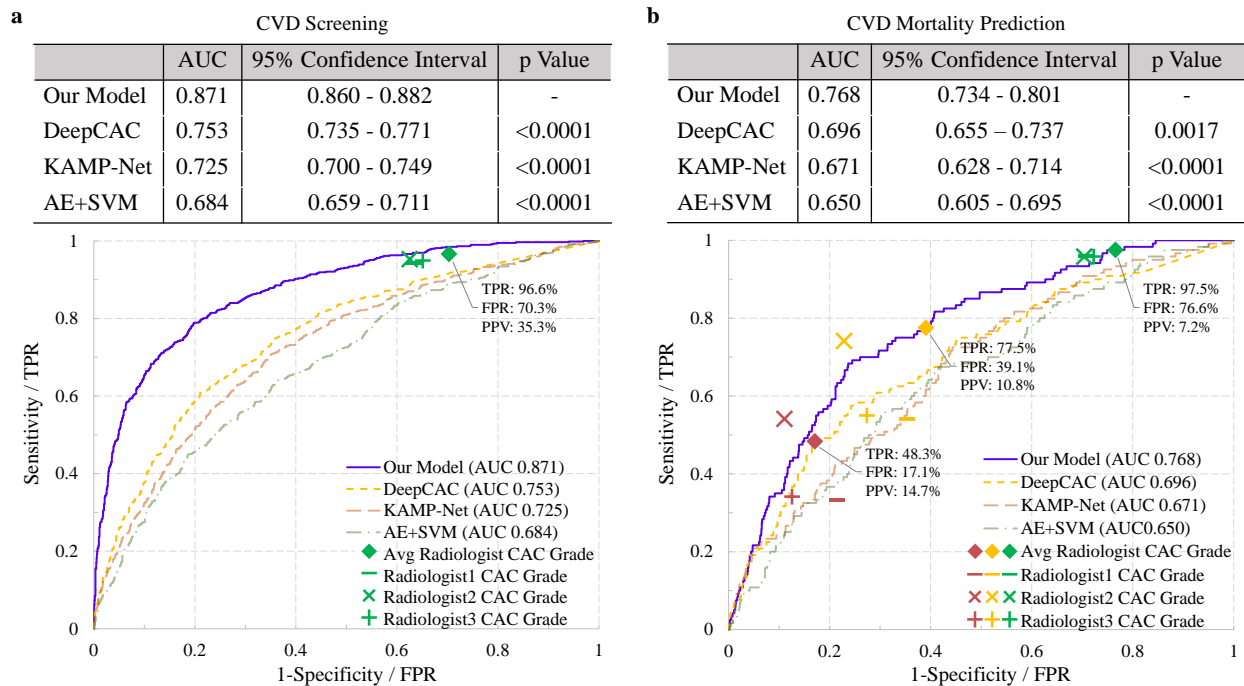 a
CVD Screening
AUC 95% Confidence Interval p Value
Our Model 0.871 0.860 - 0.882 -
DeepCAC 0.753 0.735 - 0.771 <0.0001
KAMP-Net 0.725 0.700 - 0.749 <0.0001
AE+SVM 0.684 0.659 - 0.711 <0.0001
1
0.8
0.6
0.4
0.2
0
Sensitivity / TPR
TPR: 96.6%
FPR: 70.3%
PPV: 35.3%
Our Model (AUC 0.871)
DeepCAC (AUC 0.753)
KAMP-Net (AUC 0.725)
AE+SVM (AUC 0.684)
Avg Radiologist CAC Grade
Radiologist1 CAC Grade
Radiologist2 CAC Grade
Radiologist3 CAC Grade
0 0.2 0.4 0.6 0.8 1
1-Specificity / FPR
b
CVD Mortality Prediction
AUC 95% Confidence Interval p Value
Our Model 0.768 0.734 - 0.801 -
DeepCAC 0.696 0.655 – 0.737 0.0017
KAMP-Net 0.671 0.628 - 0.714 <0.0001
AE+SVM 0.650 0.605 - 0.695 <0.0001
1
0.8
0.6
0.4
0.2
0
Sensitivity / TPR
TPR: 97.5%
FPR: 76.6%
PPV: 7.2%
TPR: 77.5%
FPR: 39.1%
PPV: 10.8%
TPR: 48.3%
FPR: 17.1%
PPV: 14.7%
Our Model (AUC 0.768)
DeepCAC (AUC 0.696)
KAMP-Net (AUC 0.671)
AE+SVM (AUC0.650)
Avg Radiologist CAC Grade
Radiologist1 CAC Grade
Radiologist2 CAC Grade
Radiologist3 CAC Grade
0 0.2 0.4 0.6 0.8 1
1-Specificity / FPR